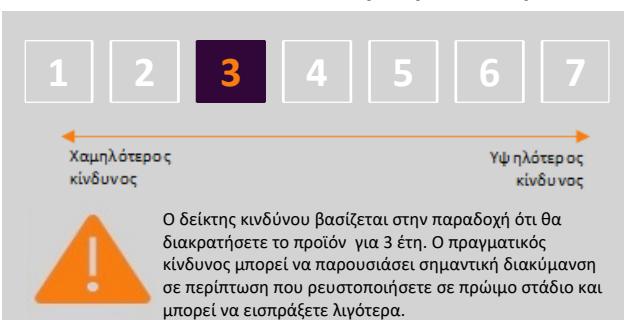 1 2 3 4 5 6 7
Χαμηλότερος Υψηλότερος
κίνδυνος κίνδυνος
Ο δείκτης κινδύνου βασίζεται στην παραδοχή ότι θα
διακρατήσετε το προϊόν για 3 έτη. Ο πραγματικός
κίνδυνος μπορεί να παρουσιάσει σημαντική διακύμανση
σε περίπτωση που ρευστοποιήσετε σε πρώιμο στάδιο και
μπορεί να εισπράξετε λιγότερα.